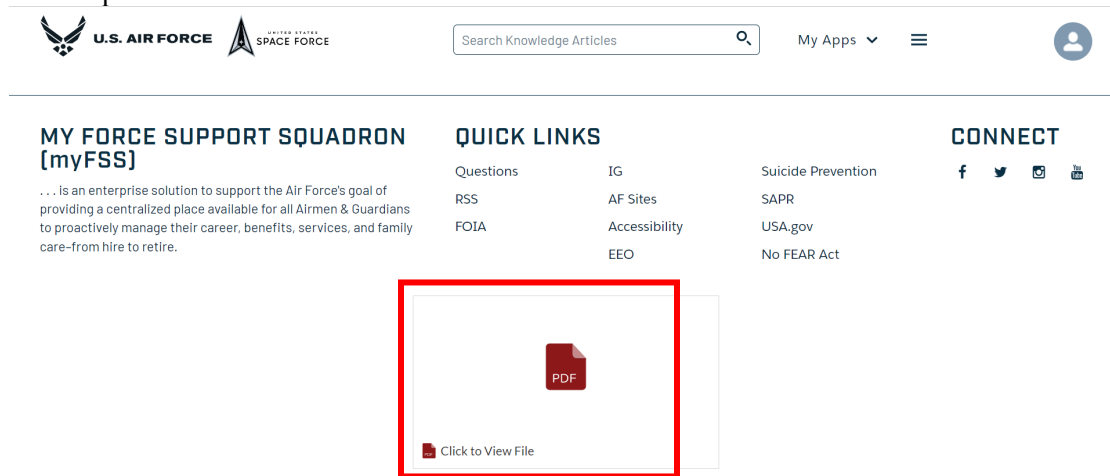 U.S. AIR FORCE
UNITED STATES
SPACE FORCE
Search Knowledge Articles
My Apps
MY FORCE SUPPORT SQUADRON
(myFSS)
. . . is an enterprise solution to support the Air Force's goal of
providing a centralized place available for all Airmen & Guardians
to proactively manage their career, benefits, services, and family
care–from hire to retire.
QUICK LINKS
Questions
RSS
FOIA
IG
AF Sites
Accessibility
EEO
Suicide Prevention
SAPR
USA.gov
No FEAR Act
CONNECT
You
Tube
PDF
PDF
Click to View File